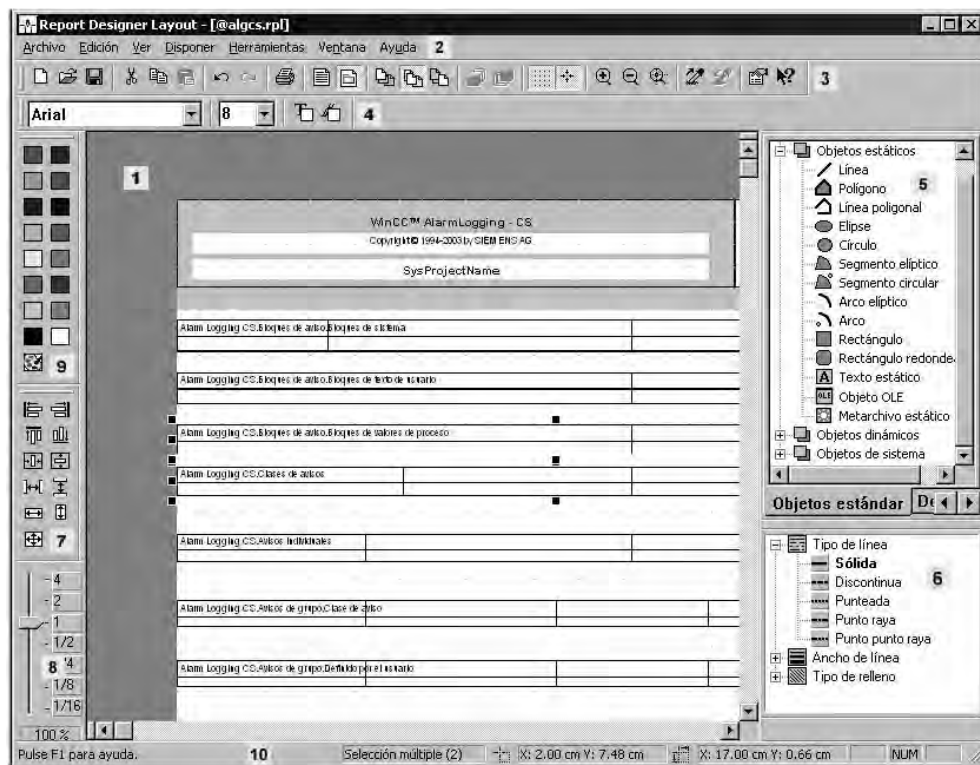 Report Designer Layout - [@algcs.rpl]
Archivo Edición Ver Disponer Herramientas Ventana Ayuda 2
3
Arial 8 4
1
WinCC™ AlarmLogging - CS
Copyright © 1994-2003 by SIEMENS AG
SysProjectName
Alarm Logging CS.Bloques de aviso.Bloques de sistema
Alarm Logging CS.Bloques de aviso.Bloques de texto de usuario
Alarm Logging CS.Bloques de aviso.Bloques de valores de proceso
Alarm Logging CS.Clases de avisos
Alarm Logging CS.Avisos individuales
Alarm Logging CS.Avisos de grupo.Clase de aviso
Alarm Logging CS.Avisos de grupo.Definido por el usuario
9
7
4
2
1
1/2
8 '4
1/8
1/16
100 %
Objetos estáticos
Línea
5
Polígono
Línea poligonal
Elipse
Círculo
Segmento elíptico
Segmento circular
Arco elíptico
Arco
Rectángulo
Rectángulo redonde
A Texto estático
OLE Objeto OLE
Metarchivo estático
Objetos dinámicos
Objetos de sistema
Objetos estándar
Tipo de línea
Sólida
6
Discontinua
Punteada
Punto raya
Punto punto raya
Ancho de línea
Tipo de relleno
Pulse F1 para ayuda. 10 Selección múltiple (2) X: 2.00 cm Y: 7.48 cm X: 17.00 cm Y: 0.66 cm NUM